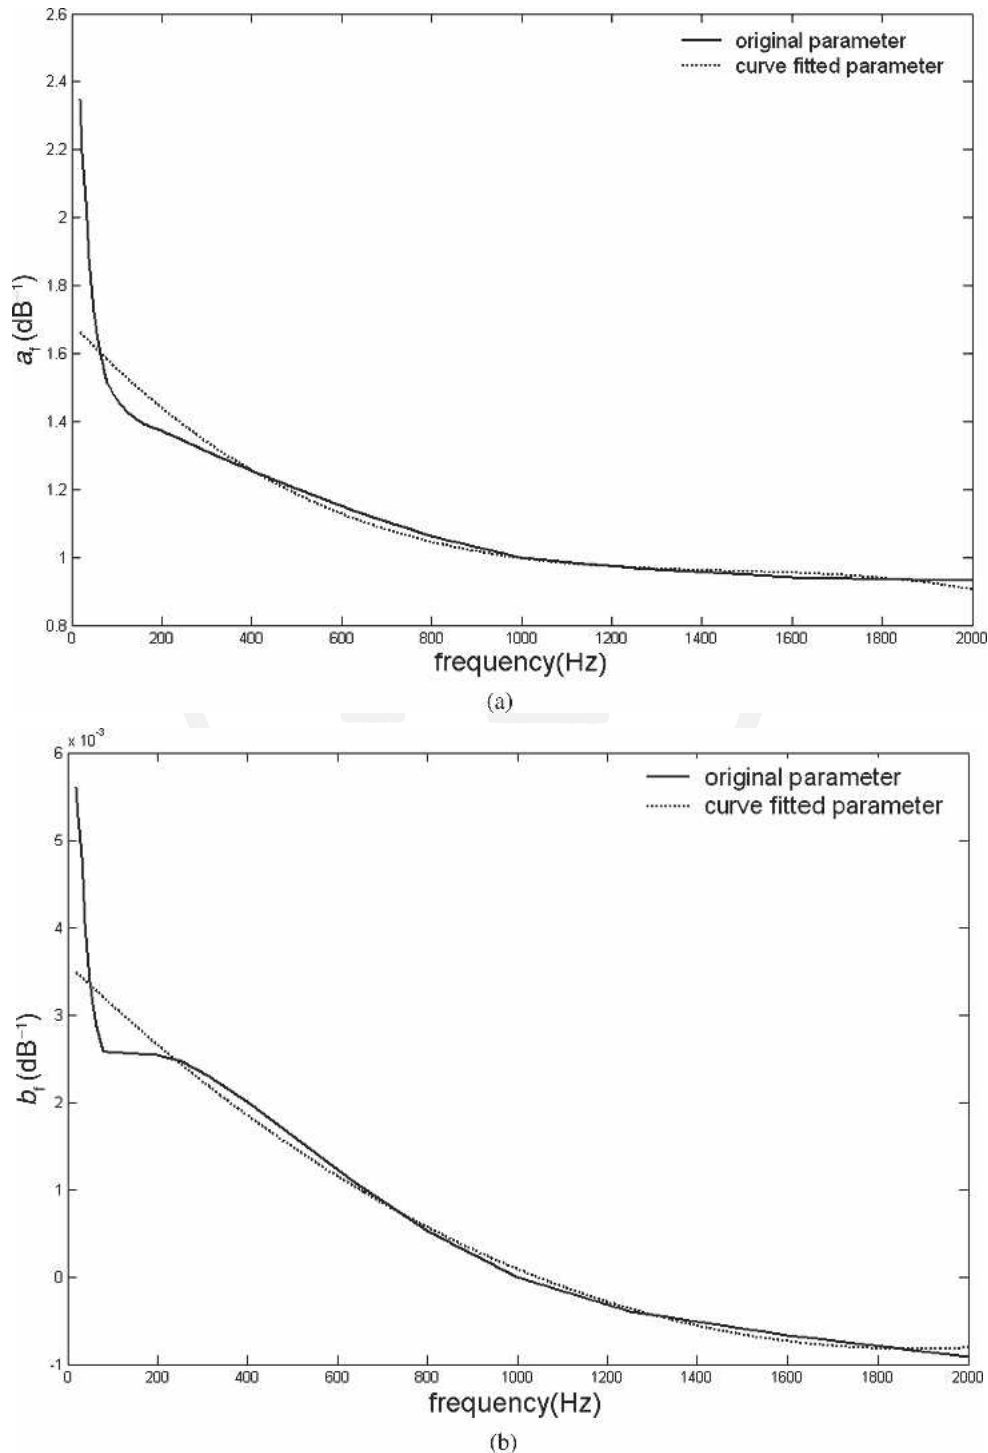 2.6
original parameter
curve fitted parameter
2.4
2.2
2
1.8
1.6
1.4
1.2
1
0.8
a_f (dB⁻¹)
0 200 400 600 800 1000 1200 1400 1600 1800 2000
frequency(Hz)
(a)
x 10⁻³
6
original parameter
curve fitted parameter
5
4
3
2
1
0
-1
b_f (dB⁻¹)
0 200 400 600 800 1000 1200 1400 1600 1800 2000
frequency(Hz)
(b)